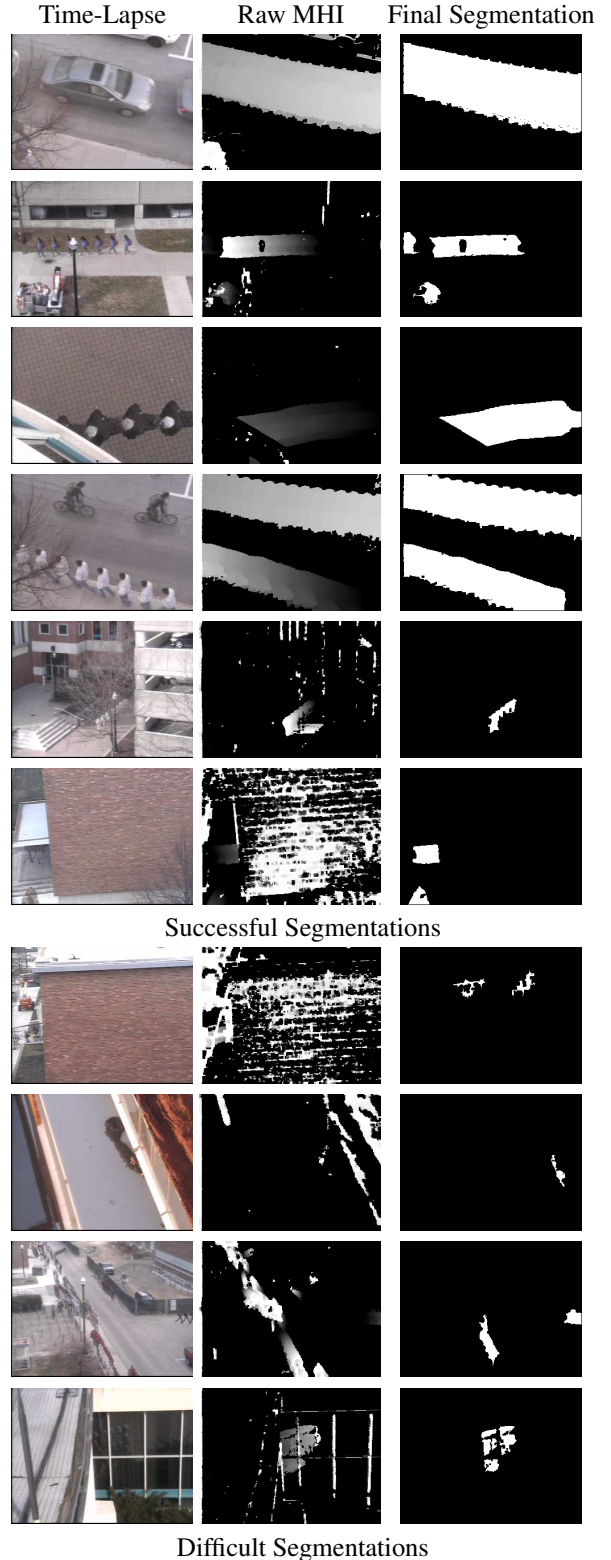 Time-Lapse Raw MHI Final Segmentation
Successful Segmentations
Difficult Segmentations